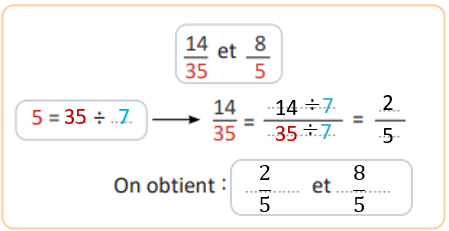 14/35 et 8/5
5 = 35 ÷ ..7.. → 14/35 = 14 ÷ 7 / 35 ÷ 7 = 2/5
On obtient : 2/5 et 8/5